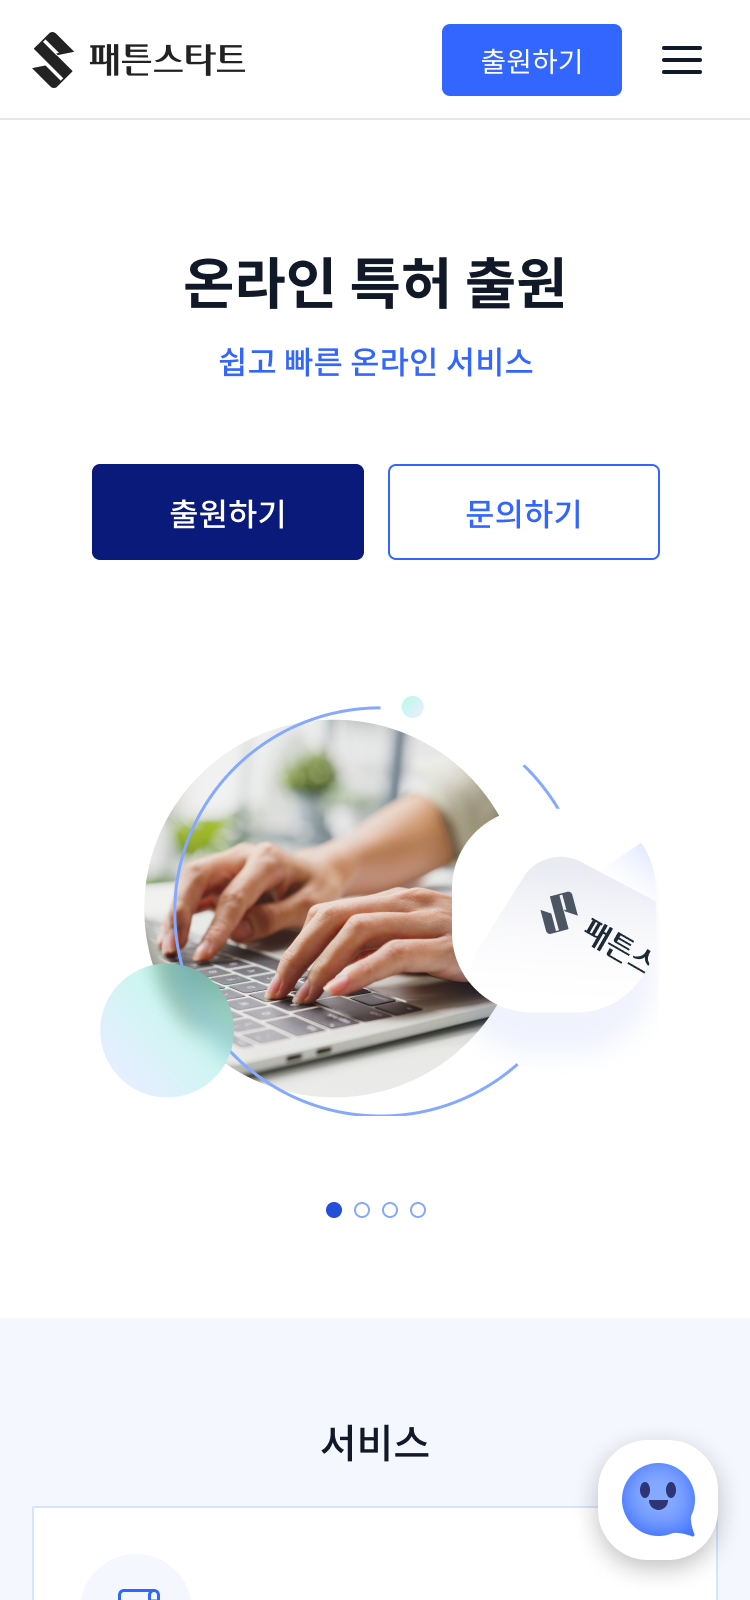 패튼스타트
출원하기
온라인 특허 출원
쉽고 빠른 온라인 서비스
출원하기
문의하기
패튼스
서비스